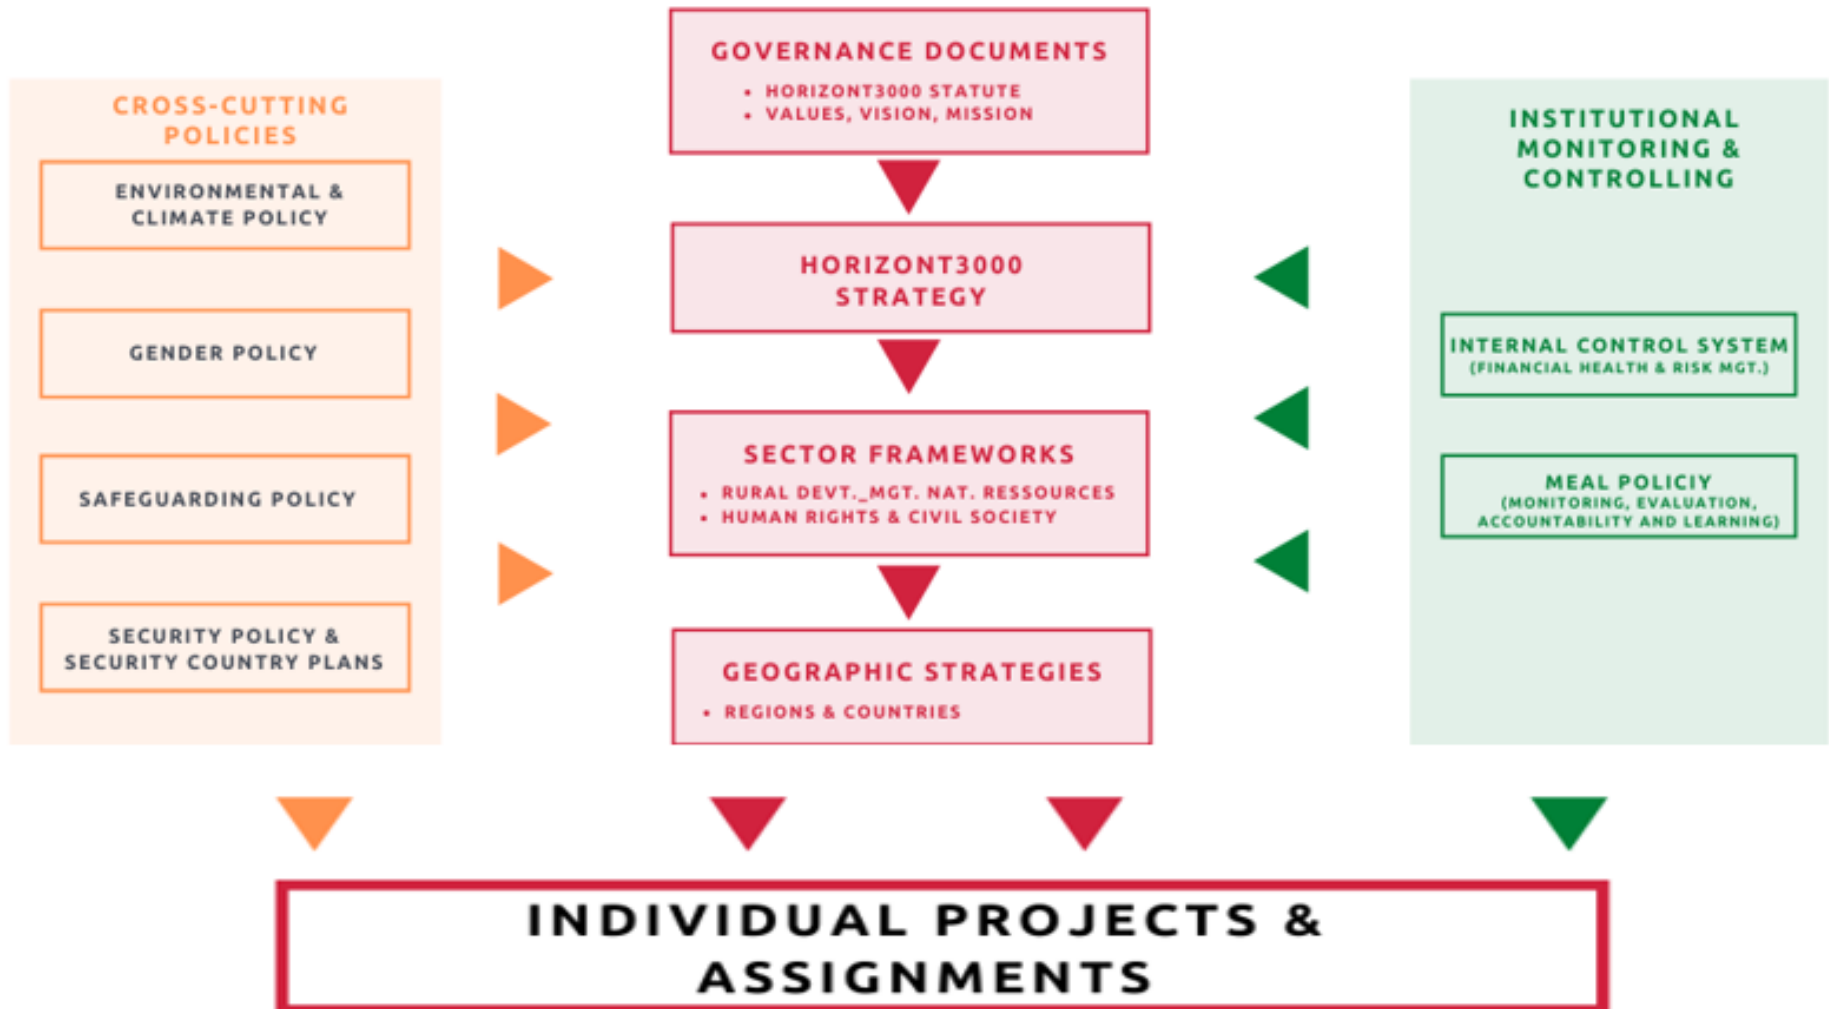 GOVERNANCE DOCUMENTS
• HORIZONT3000 STATUTE
• VALUES, VISION, MISSION
CROSS-CUTTING
POLICIES
ENVIRONMENTAL &
CLIMATE POLICY
GENDER POLICY
SAFEGUARDING POLICY
SECURITY POLICY &
SECURITY COUNTRY PLANS
HORIZONT3000
STRATEGY
SECTOR FRAMEWORKS
• RURAL DEVT._MGT. NAT. RESSOURCES
• HUMAN RIGHTS & CIVIL SOCIETY
GEOGRAPHIC STRATEGIES
• REGIONS & COUNTRIES
INSTITUTIONAL
MONITORING &
CONTROLLING
INTERNAL CONTROL SYSTEM
(FINANCIAL HEALTH & RISK MGT.)
MEAL POLICIY
(MONITORING, EVALUATION,
ACCOUNTABILITY AND LEARNING)
INDIVIDUAL PROJECTS &
ASSIGNMENTS